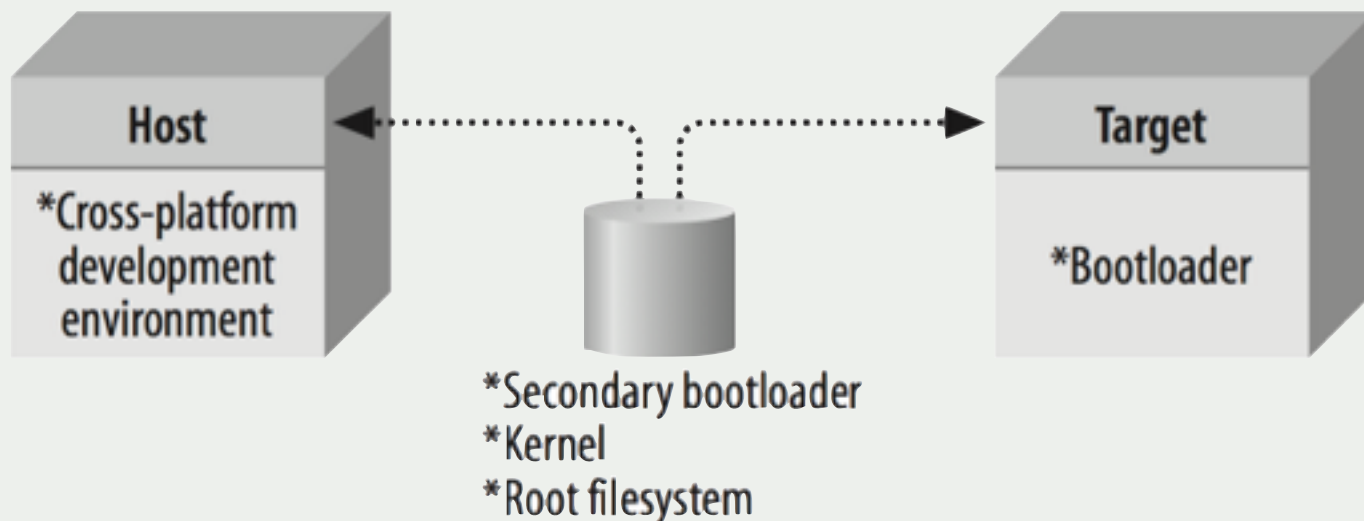 Host
*Cross-platform
development
environment
Target
*Bootloader
*Secondary bootloader
*Kernel
*Root filesystem